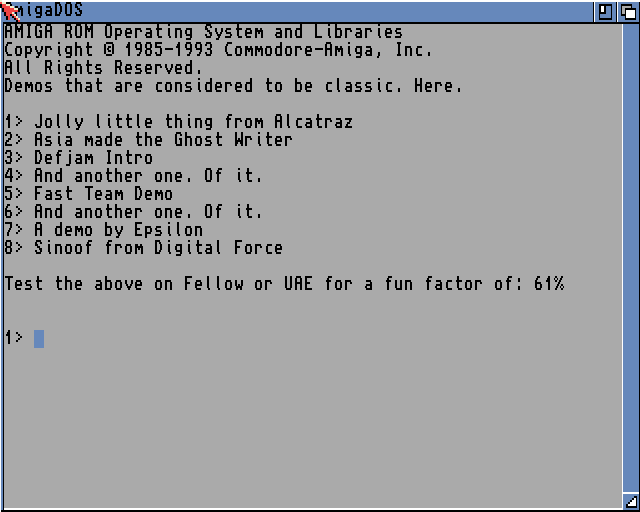 AmigaDOS
AMIGA ROM Operating System and Libraries
Copyright © 1985-1993 Commodore-Amiga, Inc.
All Rights Reserved.
Demos that are considered to be classic. Here.
1> Jolly little thing from Alcatraz
2> Asia made the Ghost Writer
3> Defjam Intro
4> And another one. Of it.
5> Fast Team Demo
6> And another one. Of it.
7> A demo by Epsilon
8> Sinoof from Digital Force
Test the above on Fellow or UAE for a fun factor of: 61%
1>